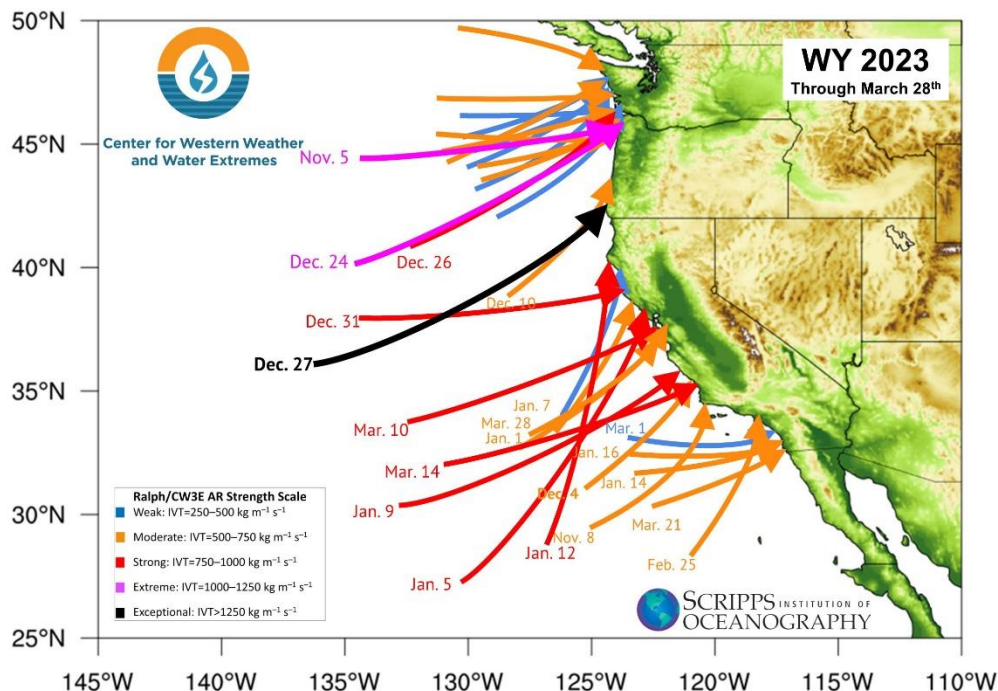 50°N
45°N
40°N
35°N
30°N
25°N
145°W
140°W
135°W
130°W
125°W
120°W
115°W
110°W
Center for Western Weather
and Water Extremes
WY 2023
Through March 28th
Nov. 5
Dec. 24
Dec. 26
Dec. 10
Dec. 31
Dec. 27
Jan. 7
Mar. 28
Jan. 1
Mar. 10
Mar. 1
Jan. 16
Mar. 14
Jan. 14
Dec. 4
Jan. 9
Mar. 21
Nov. 8
Jan. 12
Feb. 25
Jan. 5
Ralph/CW3E AR Strength Scale
Weak: IVT=250–500 kg m⁻¹ s⁻¹
Moderate: IVT=500–750 kg m⁻¹ s⁻¹
Strong: IVT=750–1000 kg m⁻¹ s⁻¹
Extreme: IVT=1000–1250 kg m⁻¹ s⁻¹
Exceptional: IVT>1250 kg m⁻¹ s⁻¹
SCRIPPS INSTITUTION OF
OCEANOGRAPHY